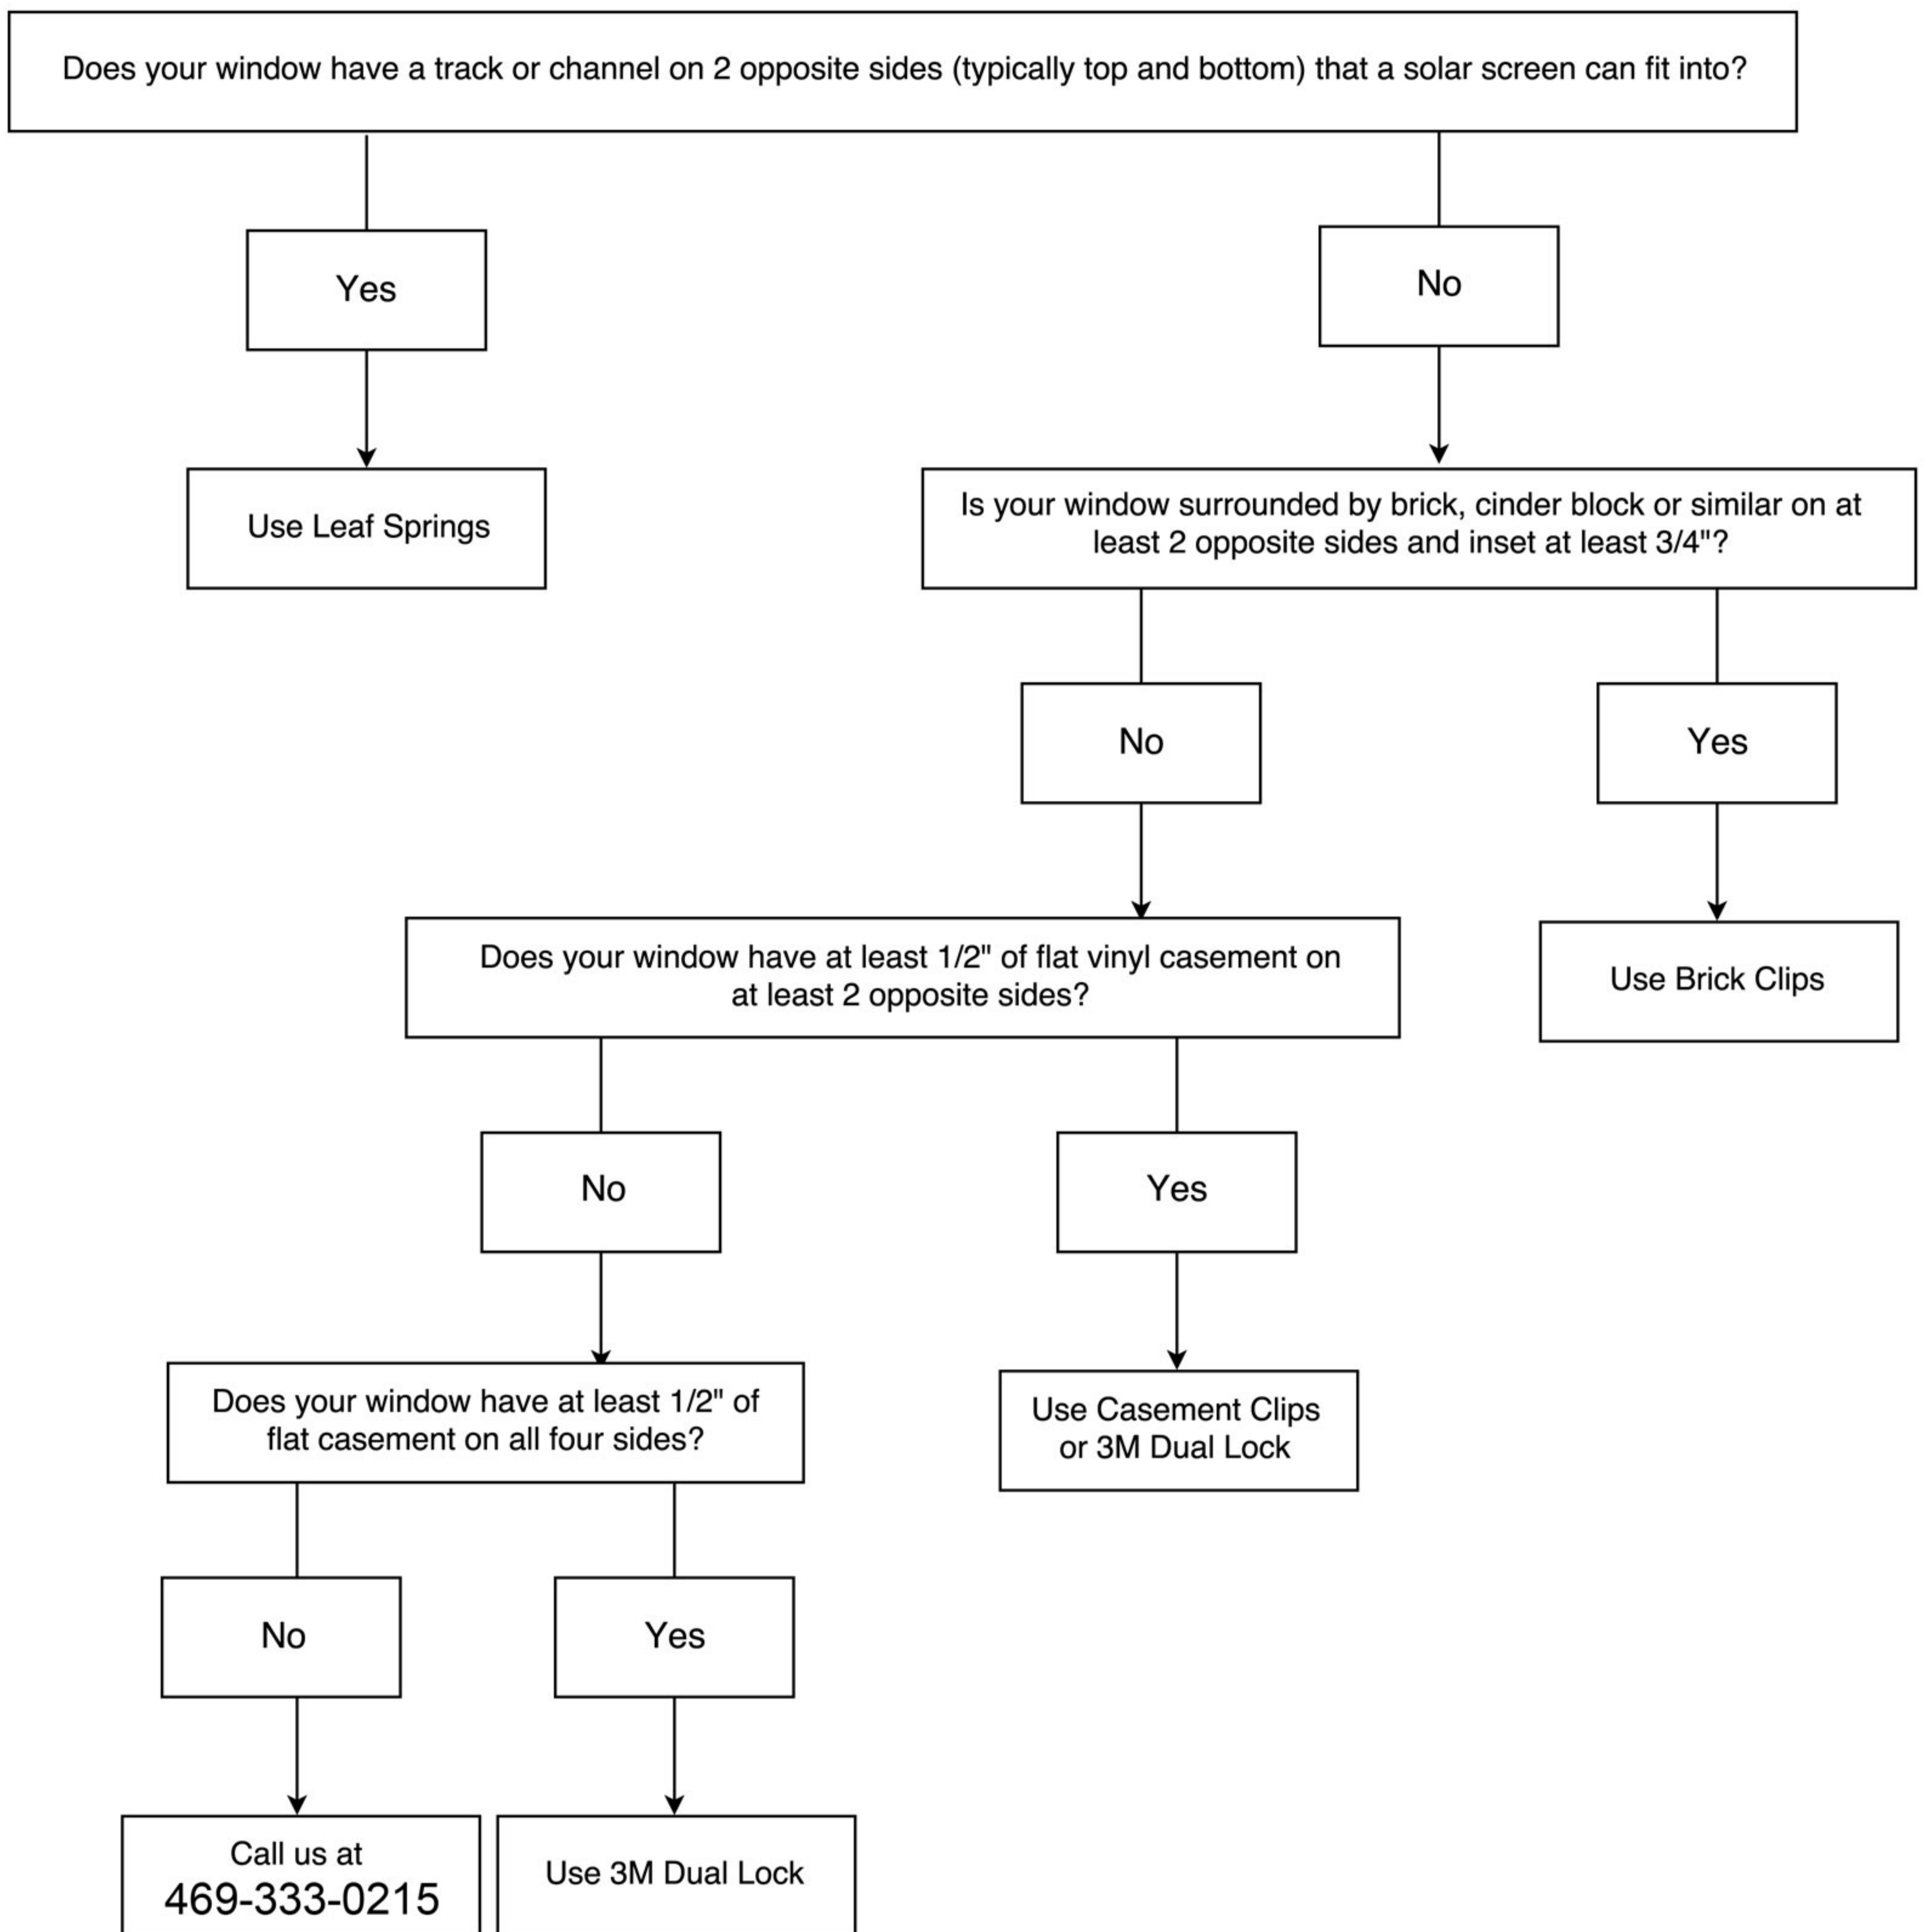 Does your window have a track or channel on 2 opposite sides (typically top and bottom) that a solar screen can fit into?
Yes
No
Use Leaf Springs
Is your window surrounded by brick, cinder block or similar on at
least 2 opposite sides and inset at least 3/4"?
No
Yes
Does your window have at least 1/2" of flat vinyl casement on
at least 2 opposite sides?
Use Brick Clips
No
Yes
Does your window have at least 1/2" of
flat casement on all four sides?
Use Casement Clips
or 3M Dual Lock
No
Yes
Call us at
469-333-0215
Use 3M Dual Lock